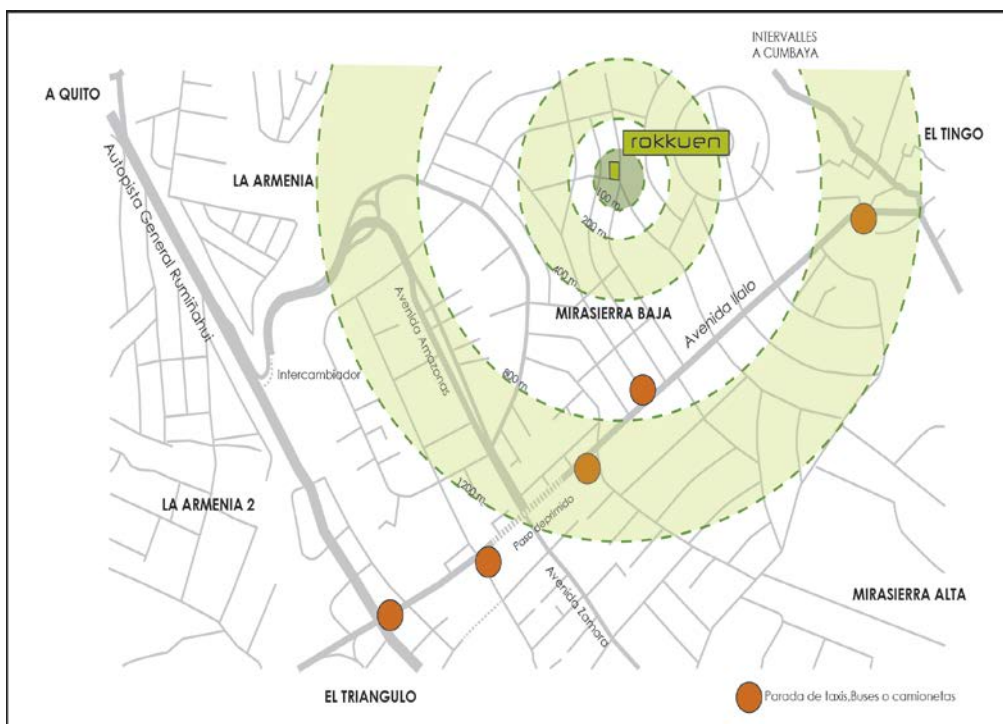 INTERVALLES
A CUMBAYA
A QUITO
EL TINGO
rokkuen
Autopista General Rumiñahui
LA ARMENIA
100 m.
200 m.
400 m.
MIRASIERRA BAJA
Avenida Ilalo
Avenida Amazonas
Intercambiador
800 m.
1200 m.
LA ARMENIA 2
Paso deprimido
Avenida Zamora
MIRASIERRA ALTA
EL TRIANGULO
Parada de taxis,Buses o camionetas